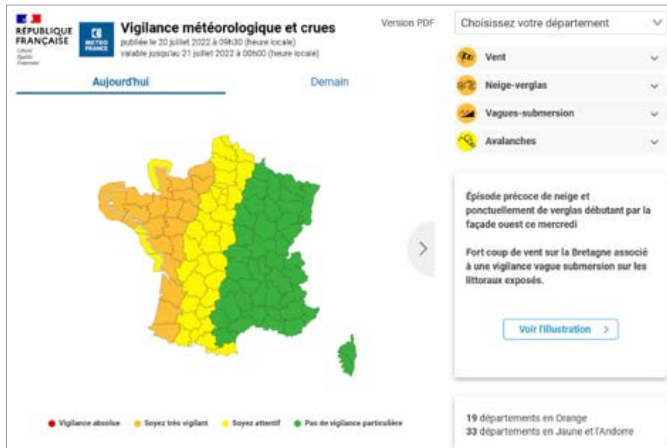 RÉPUBLIQUE
FRANÇAISE
Liberté
Égalité
Fraternité
METEO
FRANCE
Vigilance météorologique et crues
publiée le 20 juillet 2022 à 09h30 (heure locale)
valable jusqu'au 21 juillet 2022 à 00h00 (heure locale)
Version PDF
Aujourd'hui
Demain
Choisissez votre département
Vent
Neige-verglas
Vagues-submersion
Avalanches
Épisode précoce de neige et
ponctuellement de verglas débutant par la
façade ouest ce mercredi
Fort coup de vent sur la Bretagne associé
à une vigilance vague submersion sur les
littoraux exposés.
Voir l'illustration >
Vigilance absolue
Soyez très vigilant
Soyez attentif
Pas de vigilance particulière
19 départements en Orange
33 départements en Jaune et l'Andorre